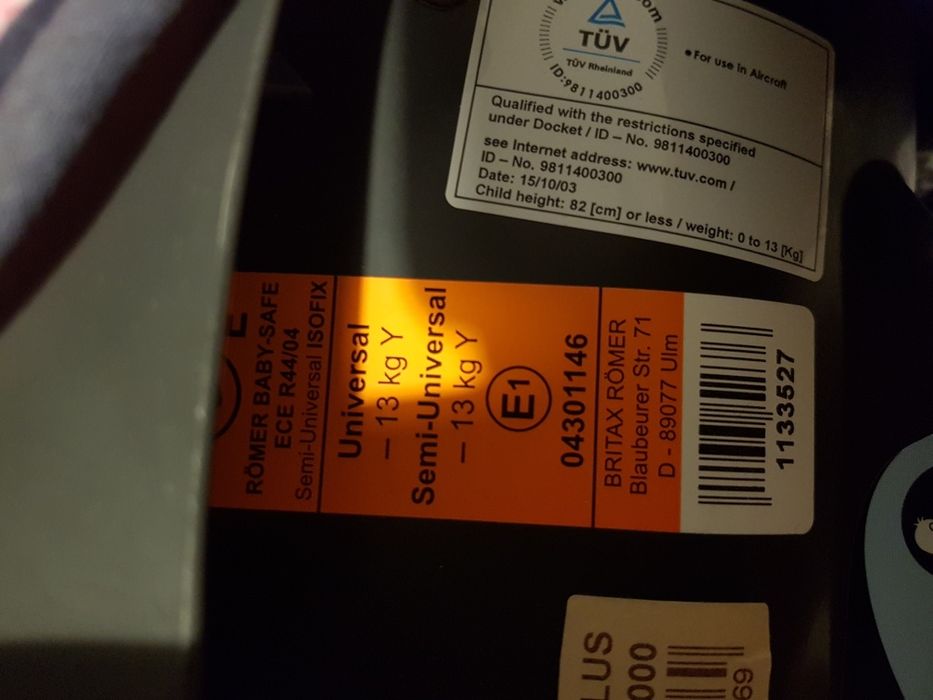 TÜV
TÜV Rheinland
ID:9811400300
• For use in Aircraft
Qualified with the restrictions specified
under Docket / ID – No. 9811400300
see Internet address: www.tuv.com /
ID – No. 9811400300
Date: 15/10/03
Child height: 82 [cm] or less / weight: 0 to 13 [Kg]
E
RÖMER BABY-SAFE
ECE R44/04
Semi-Universal ISOFIX
Universal
– 13 kg Y
Semi-Universal
– 13 kg Y
E1
04301146
BRITAX RÖMER
Blaubeurer Str. 71
D - 89077 Ulm
1133527
LUS
000
69